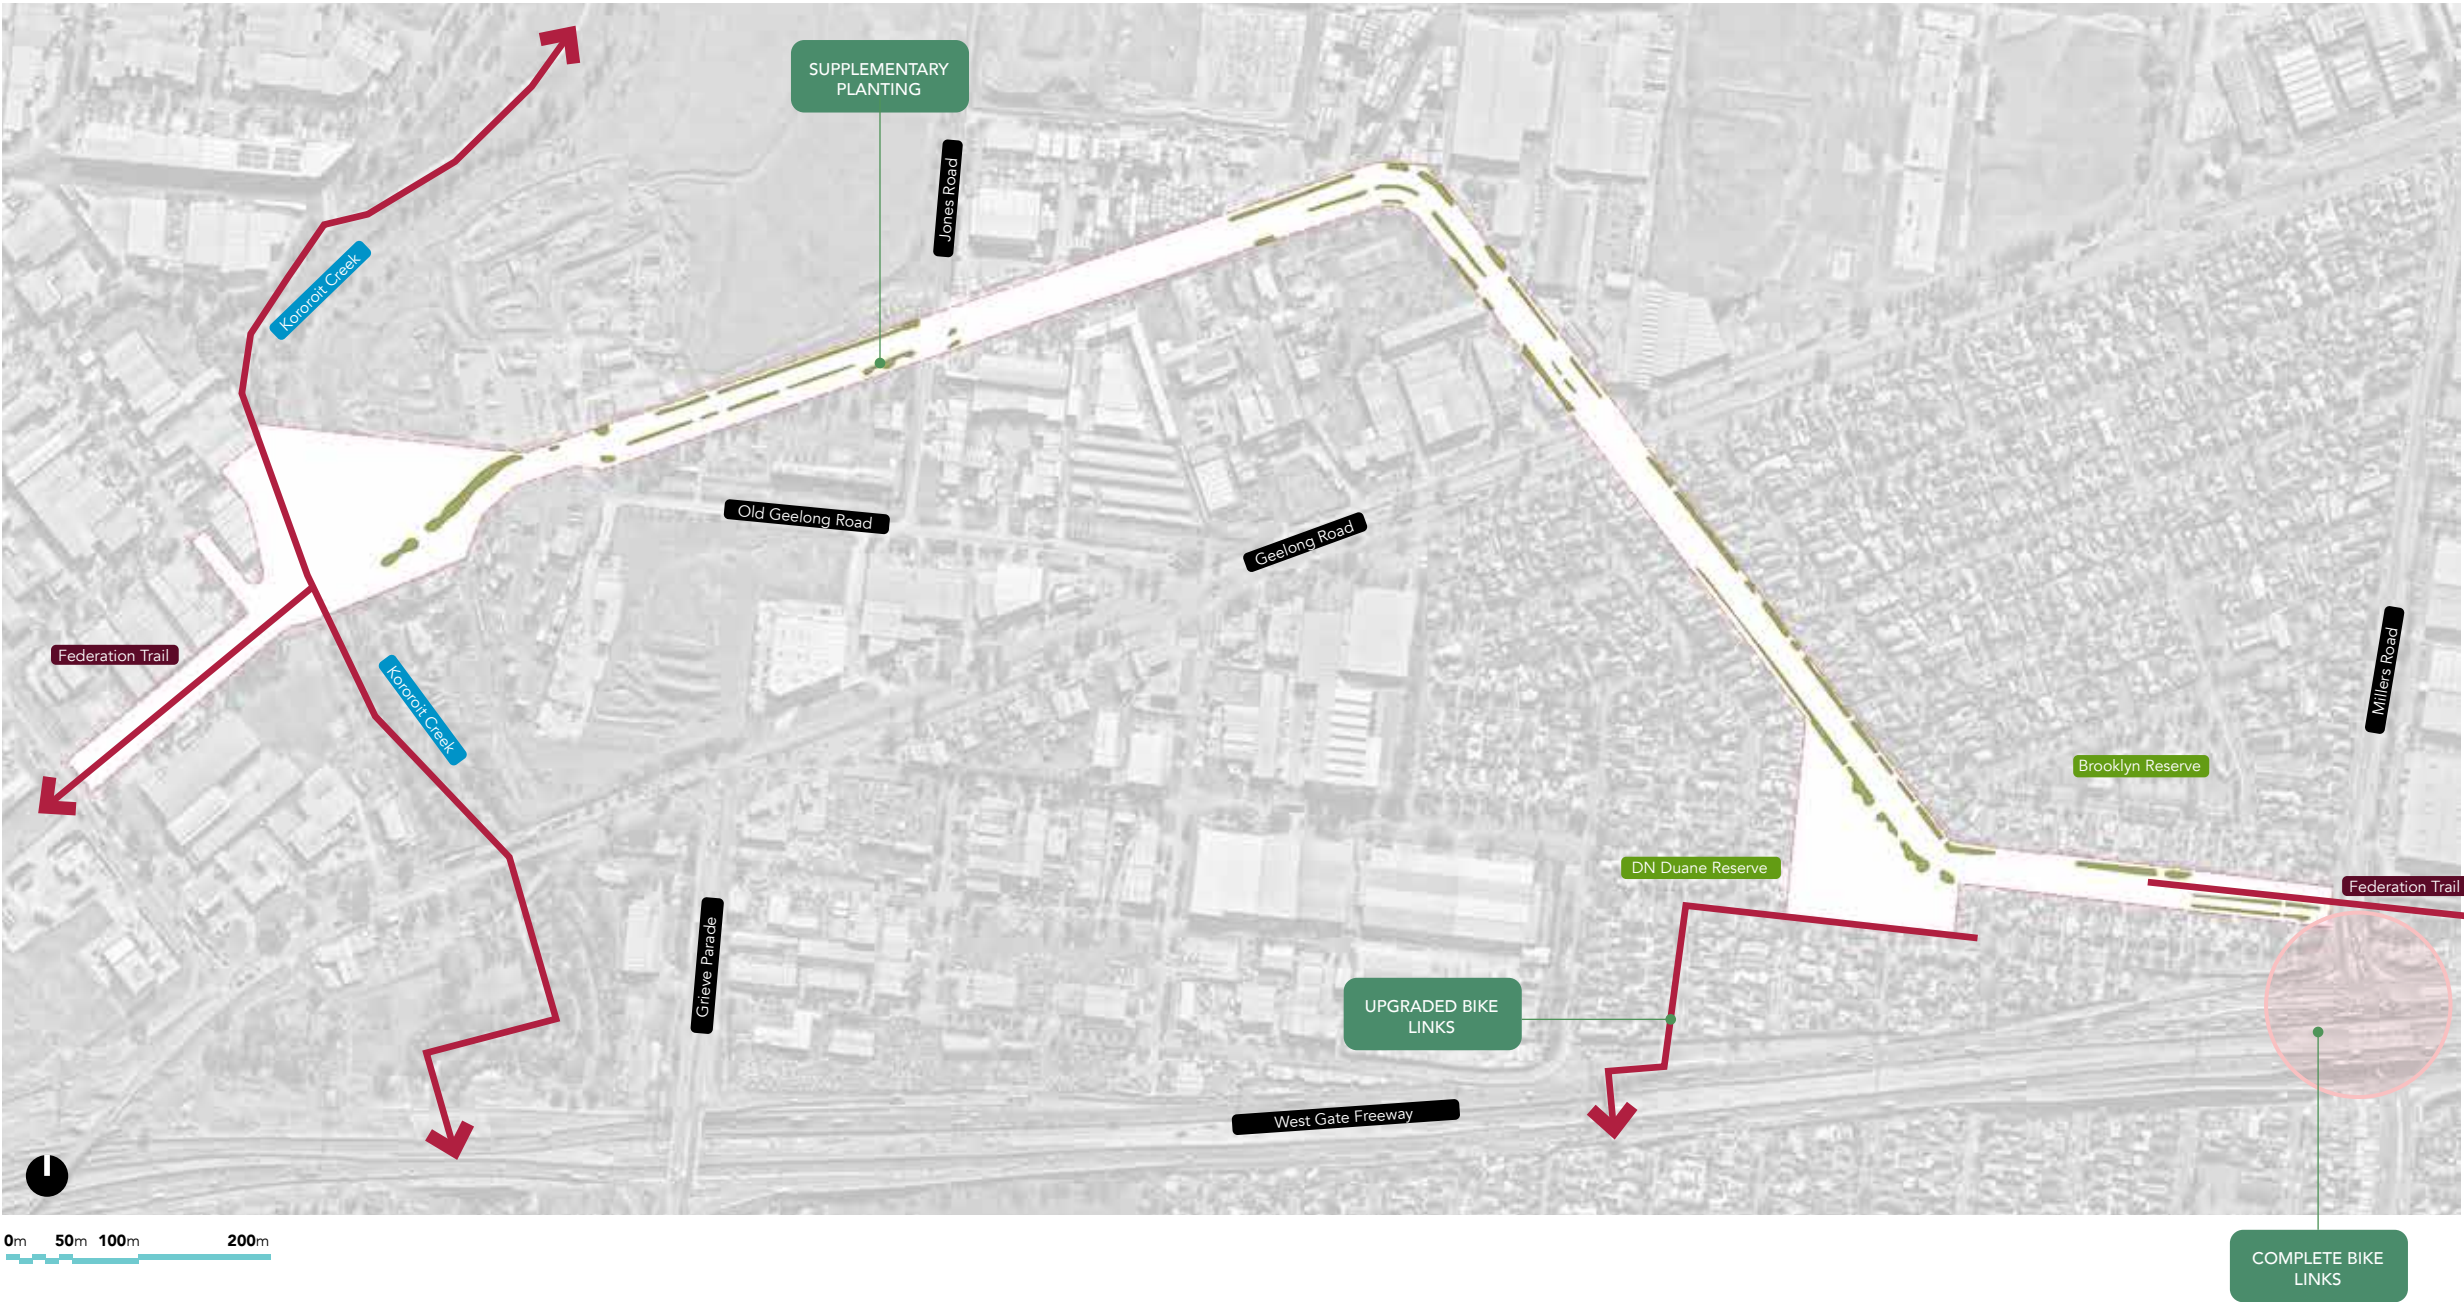 SUPPLEMENTARY
PLANTING
Jones Road
Kororoit Creek
Old Geelong Road
Geelong Road
Federation Trail
Kororoit Creek
Millers Road
Brooklyn Reserve
DN Duane Reserve
Federation Trail
Grieve Parade
UPGRADED BIKE
LINKS
West Gate Freeway
0m 50m 100m 200m
COMPLETE BIKE
LINKS